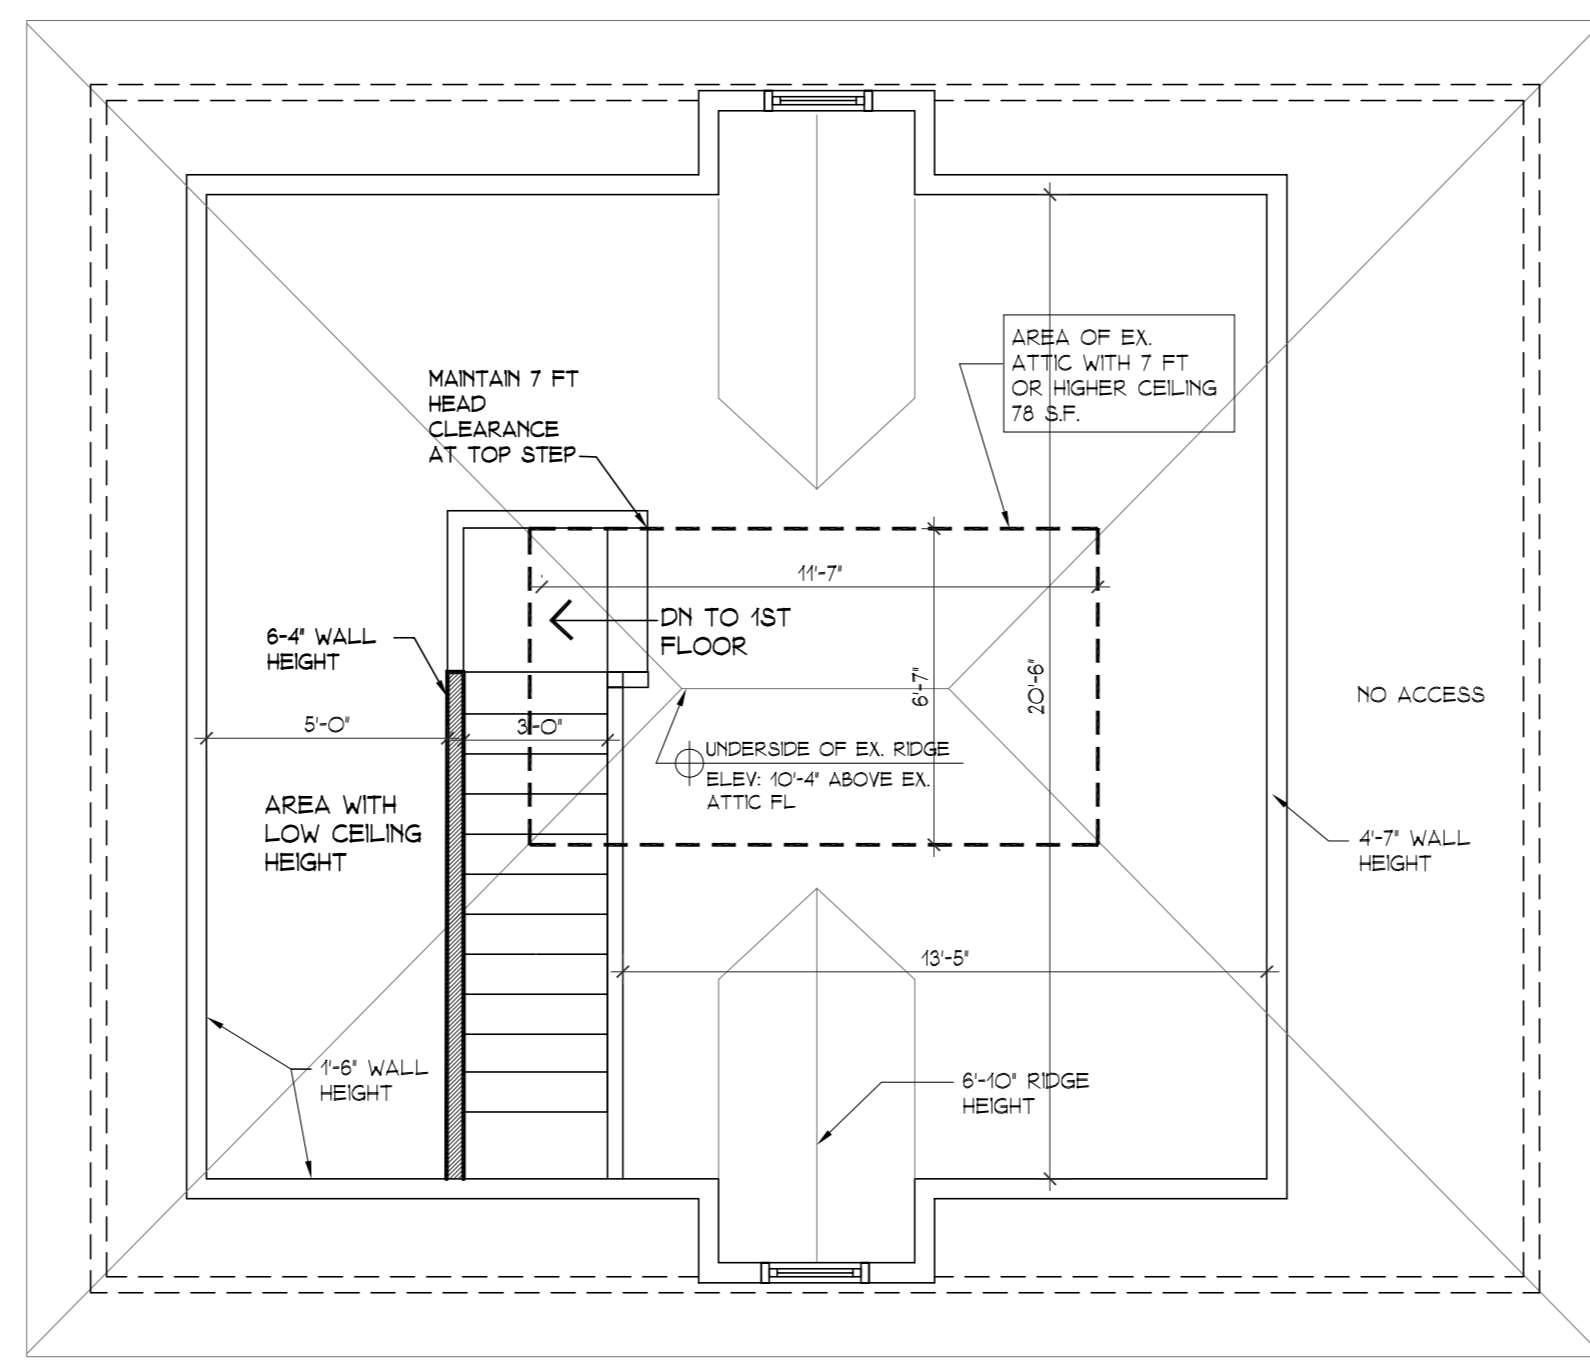 AREA OF EX.
ATTIC WITH 7 FT
OR HIGHER CEILING
78 S.F.
MAINTAIN 7 FT
HEAD
CLEARANCE
AT TOP STEP
11'-7"
DN TO 1ST
FLOOR
6-4" WALL
HEIGHT
6'-7"
20'-6"
NO ACCESS
5'-0"
3'-0"
UNDERSIDE OF EX. RIDGE
ELEV: 10'-4" ABOVE EX.
ATTIC FL
AREA WITH
LOW CEILING
HEIGHT
4'-7" WALL
HEIGHT
13'-5"
1'-6" WALL
HEIGHT
6'-10" RIDGE
HEIGHT